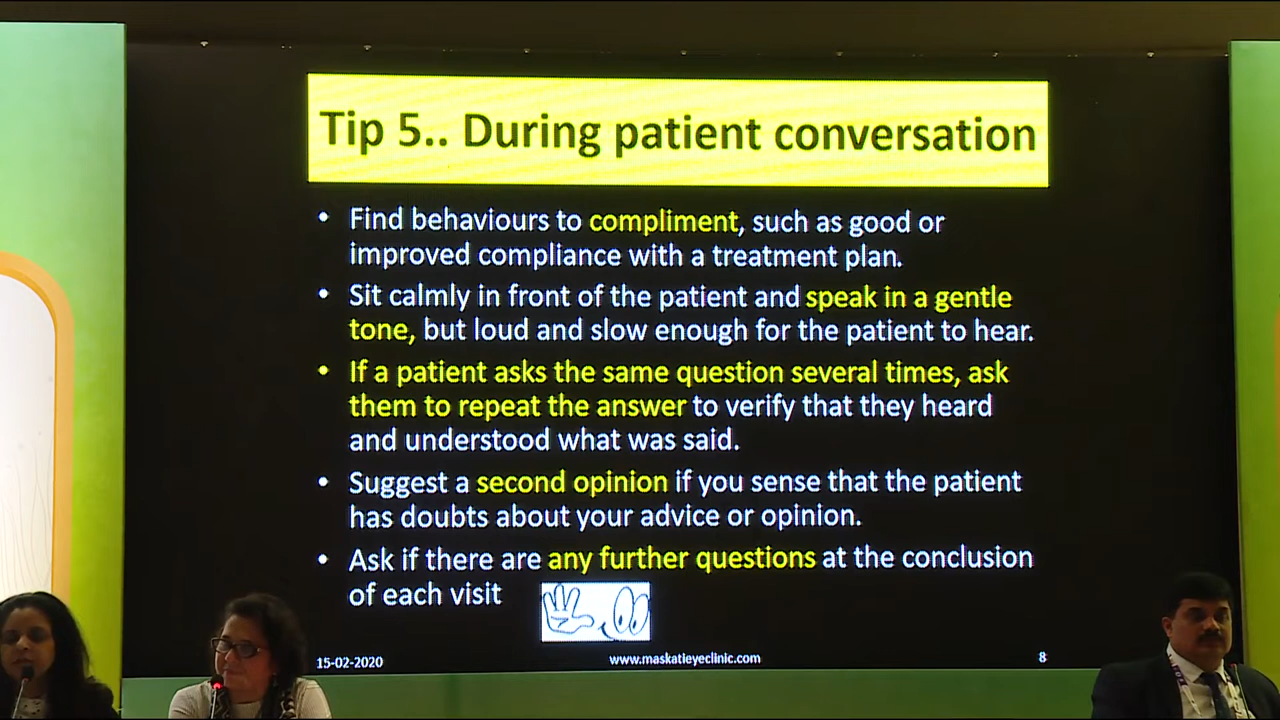 Tip 5.. During patient conversation
• Find behaviours to compliment, such as good or
improved compliance with a treatment plan.
• Sit calmly in front of the patient and speak in a gentle
tone, but loud and slow enough for the patient to hear.
• If a patient asks the same question several times, ask
them to repeat the answer to verify that they heard
and understood what was said.
• Suggest a second opinion if you sense that the patient
has doubts about your advice or opinion.
• Ask if there are any further questions at the conclusion
of each visit
15-02-2020
www.maskatieyeclinic.com
8